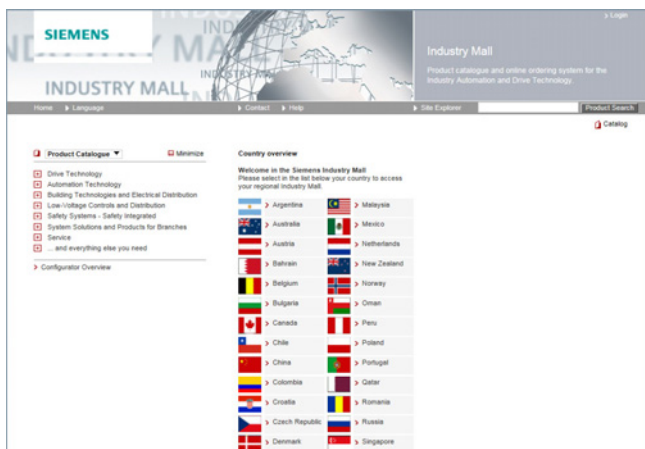 SIEMENS
INDUSTRY MALL
> Login
Industry Mall
Product catalogue and online ordering system for the
Industry Automation and Drive Technology.
Home
Language
Contact
Help
Site Explorer
Product Search
Catalog
Product Catalogue
Minimize
Drive Technology
Automation Technology
Building Technologies and Electrical Distribution
Low-Voltage Controls and Distribution
Safety Systems - Safety Integrated
System Solutions and Products for Branches
Service
... and everything else you need
> Configurator Overview
Country overview
Welcome in the Siemens Industry Mall
Please select in the list below your country to access
your regional Industry Mall.
> Argentina
> Malaysia
> Australia
> Mexico
> Austria
> Netherlands
> Bahrain
> New Zealand
> Belgium
> Norway
> Bulgaria
> Oman
> Canada
> Peru
> Chile
> Poland
> China
> Portugal
> Colombia
> Qatar
> Croatia
> Romania
> Czech Republic
> Russia
> Denmark
> Singapore